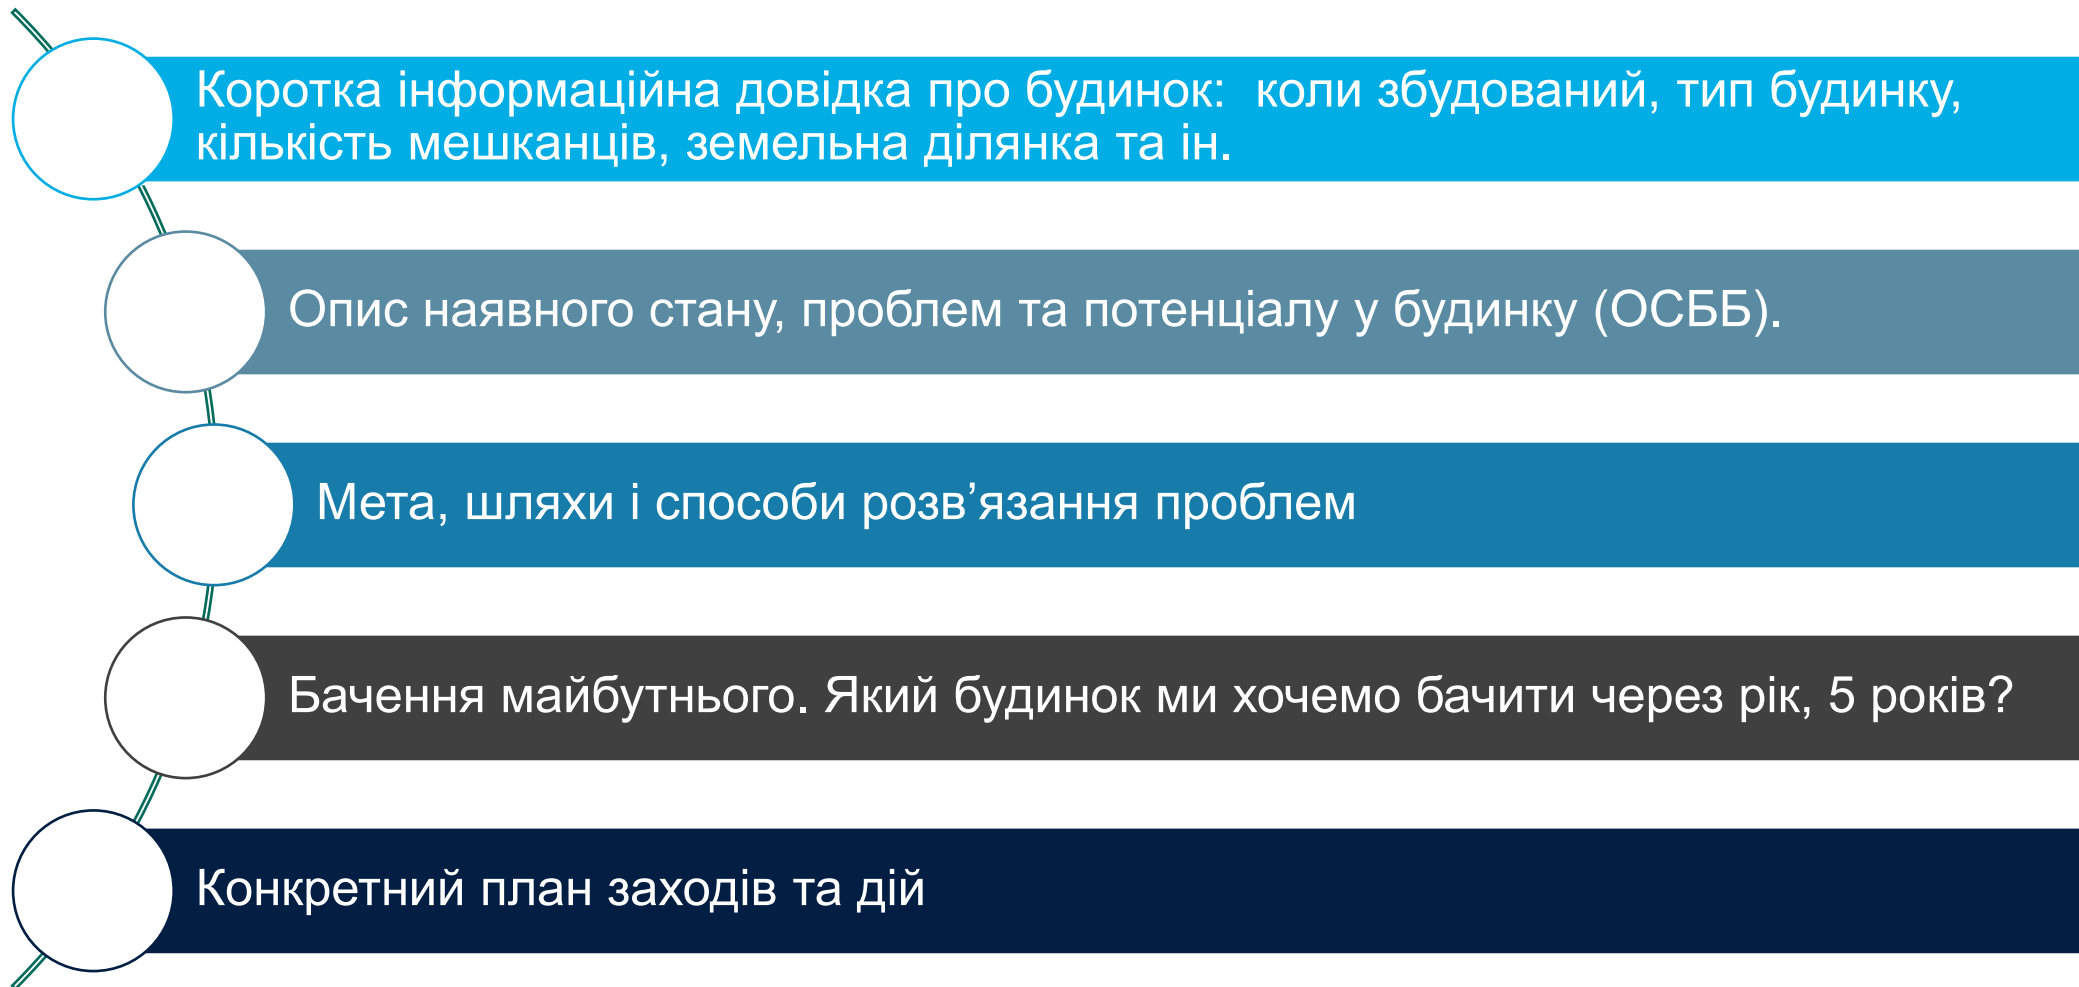 Коротка інформаційна довідка про будинок:  коли збудований, тип будинку,
кількість мешканців, земельна ділянка та ін.
Опис наявного стану, проблем та потенціалу у будинку (ОСББ).
Мета, шляхи і способи розв’язання проблем
Бачення майбутнього. Який будинок ми хочемо бачити через рік, 5 років?
Конкретний план заходів та дій